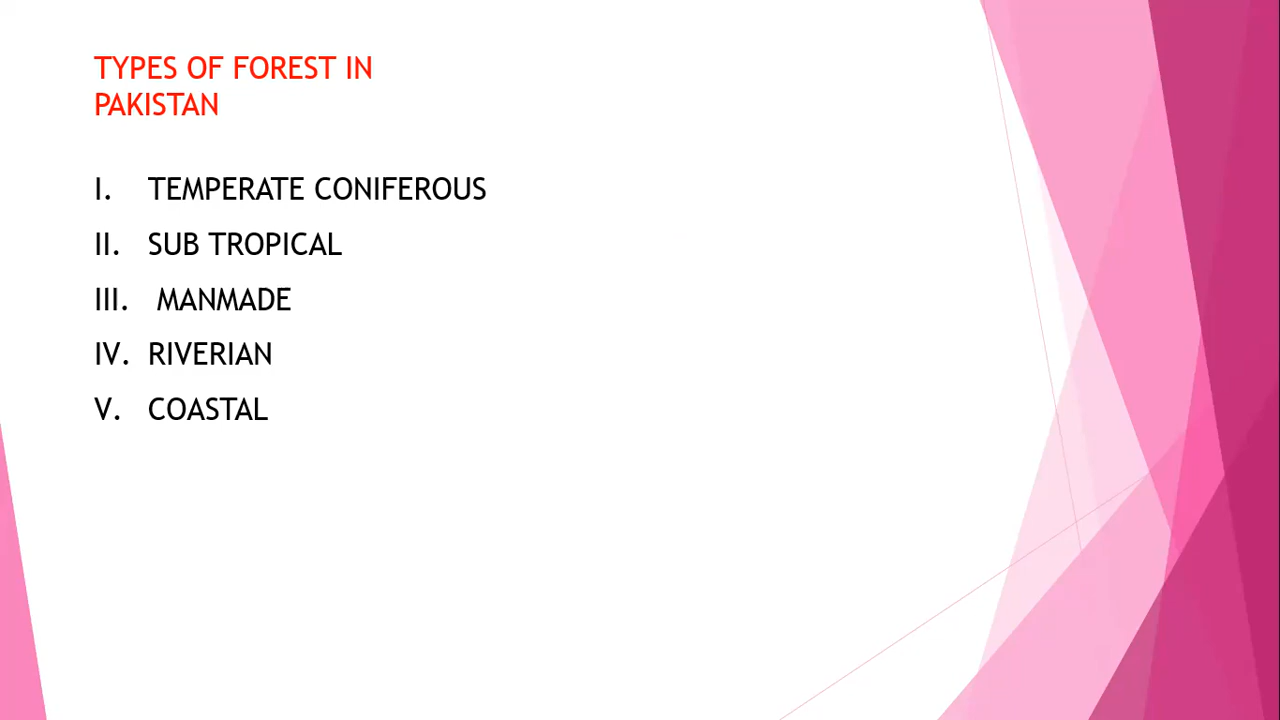 TYPES OF FOREST IN
PAKISTAN
I. TEMPERATE CONIFEROUS
II. SUB TROPICAL
III. MANMADE
IV. RIVERIAN
V. COASTAL